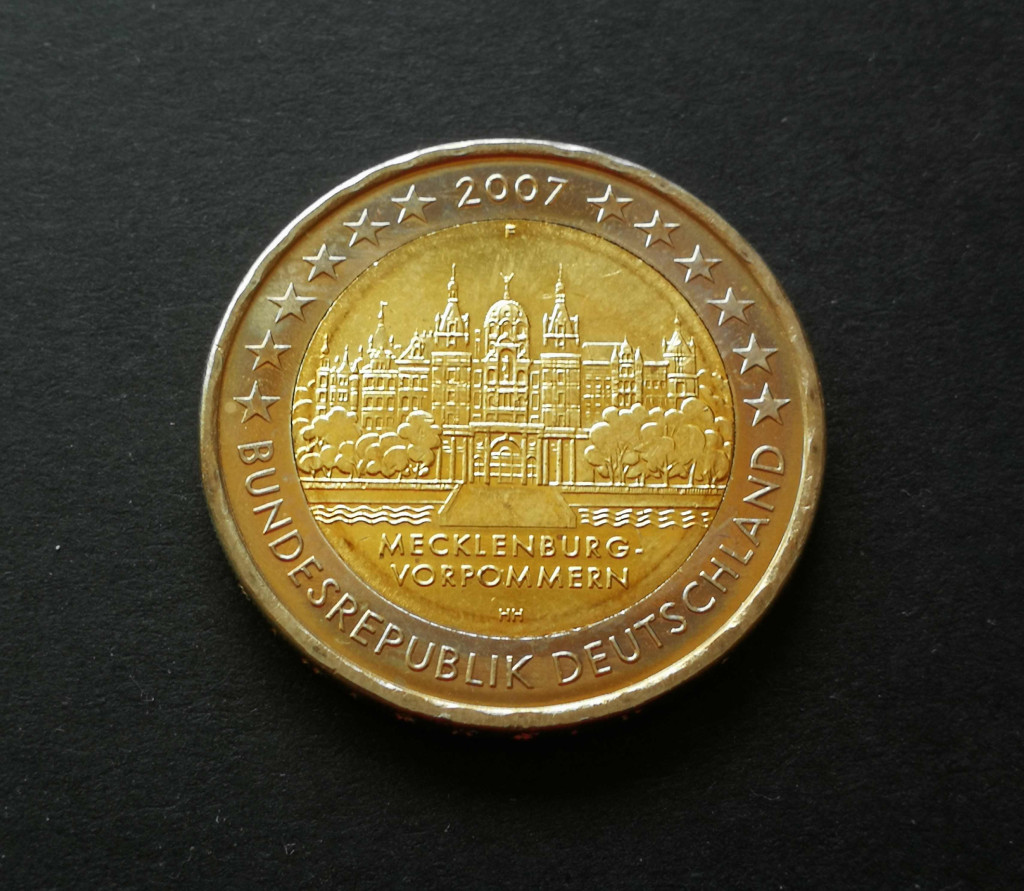 2007
F
MECKLENBURG-
VORPOMMERN
HH
BUNDESREPUBLIK DEUTSCHLAND